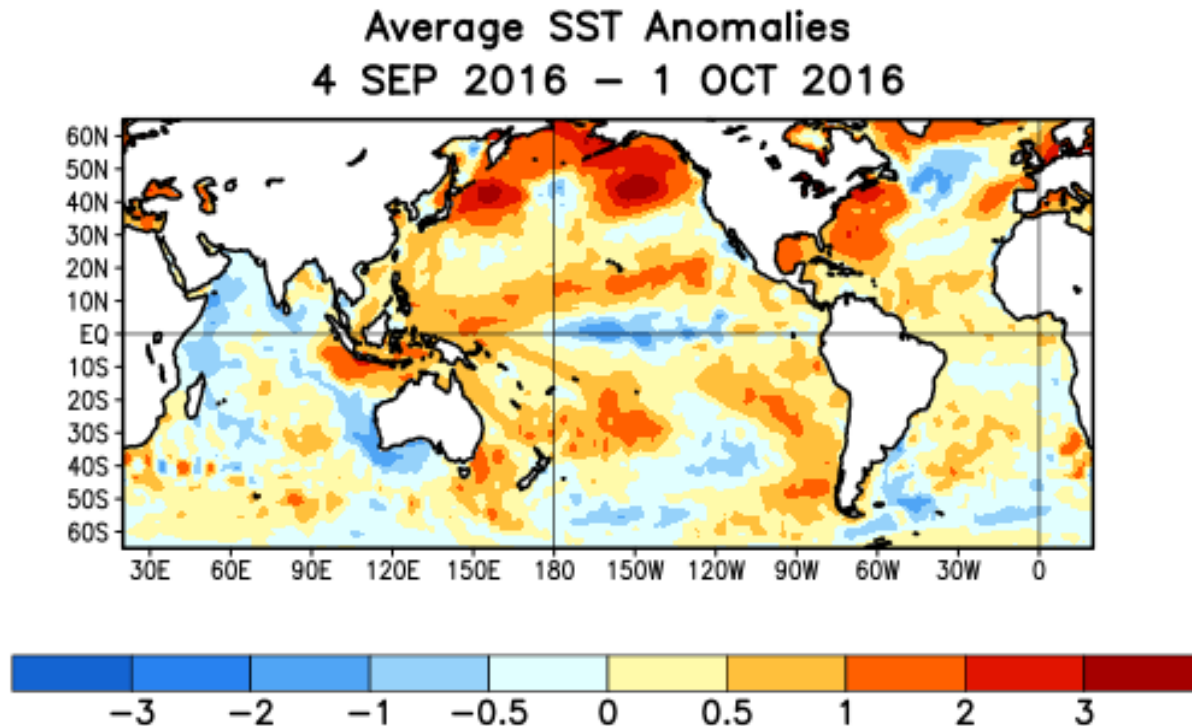 Average SST Anomalies
4 SEP 2016 – 1 OCT 2016
60N
50N
40N
30N
20N
10N
EQ
10S
20S
30S
40S
50S
60S
30E 60E 90E 120E 150E 180 150W 120W 90W 60W 30W 0
−3 −2 −1 −0.5 0 0.5 1 2 3